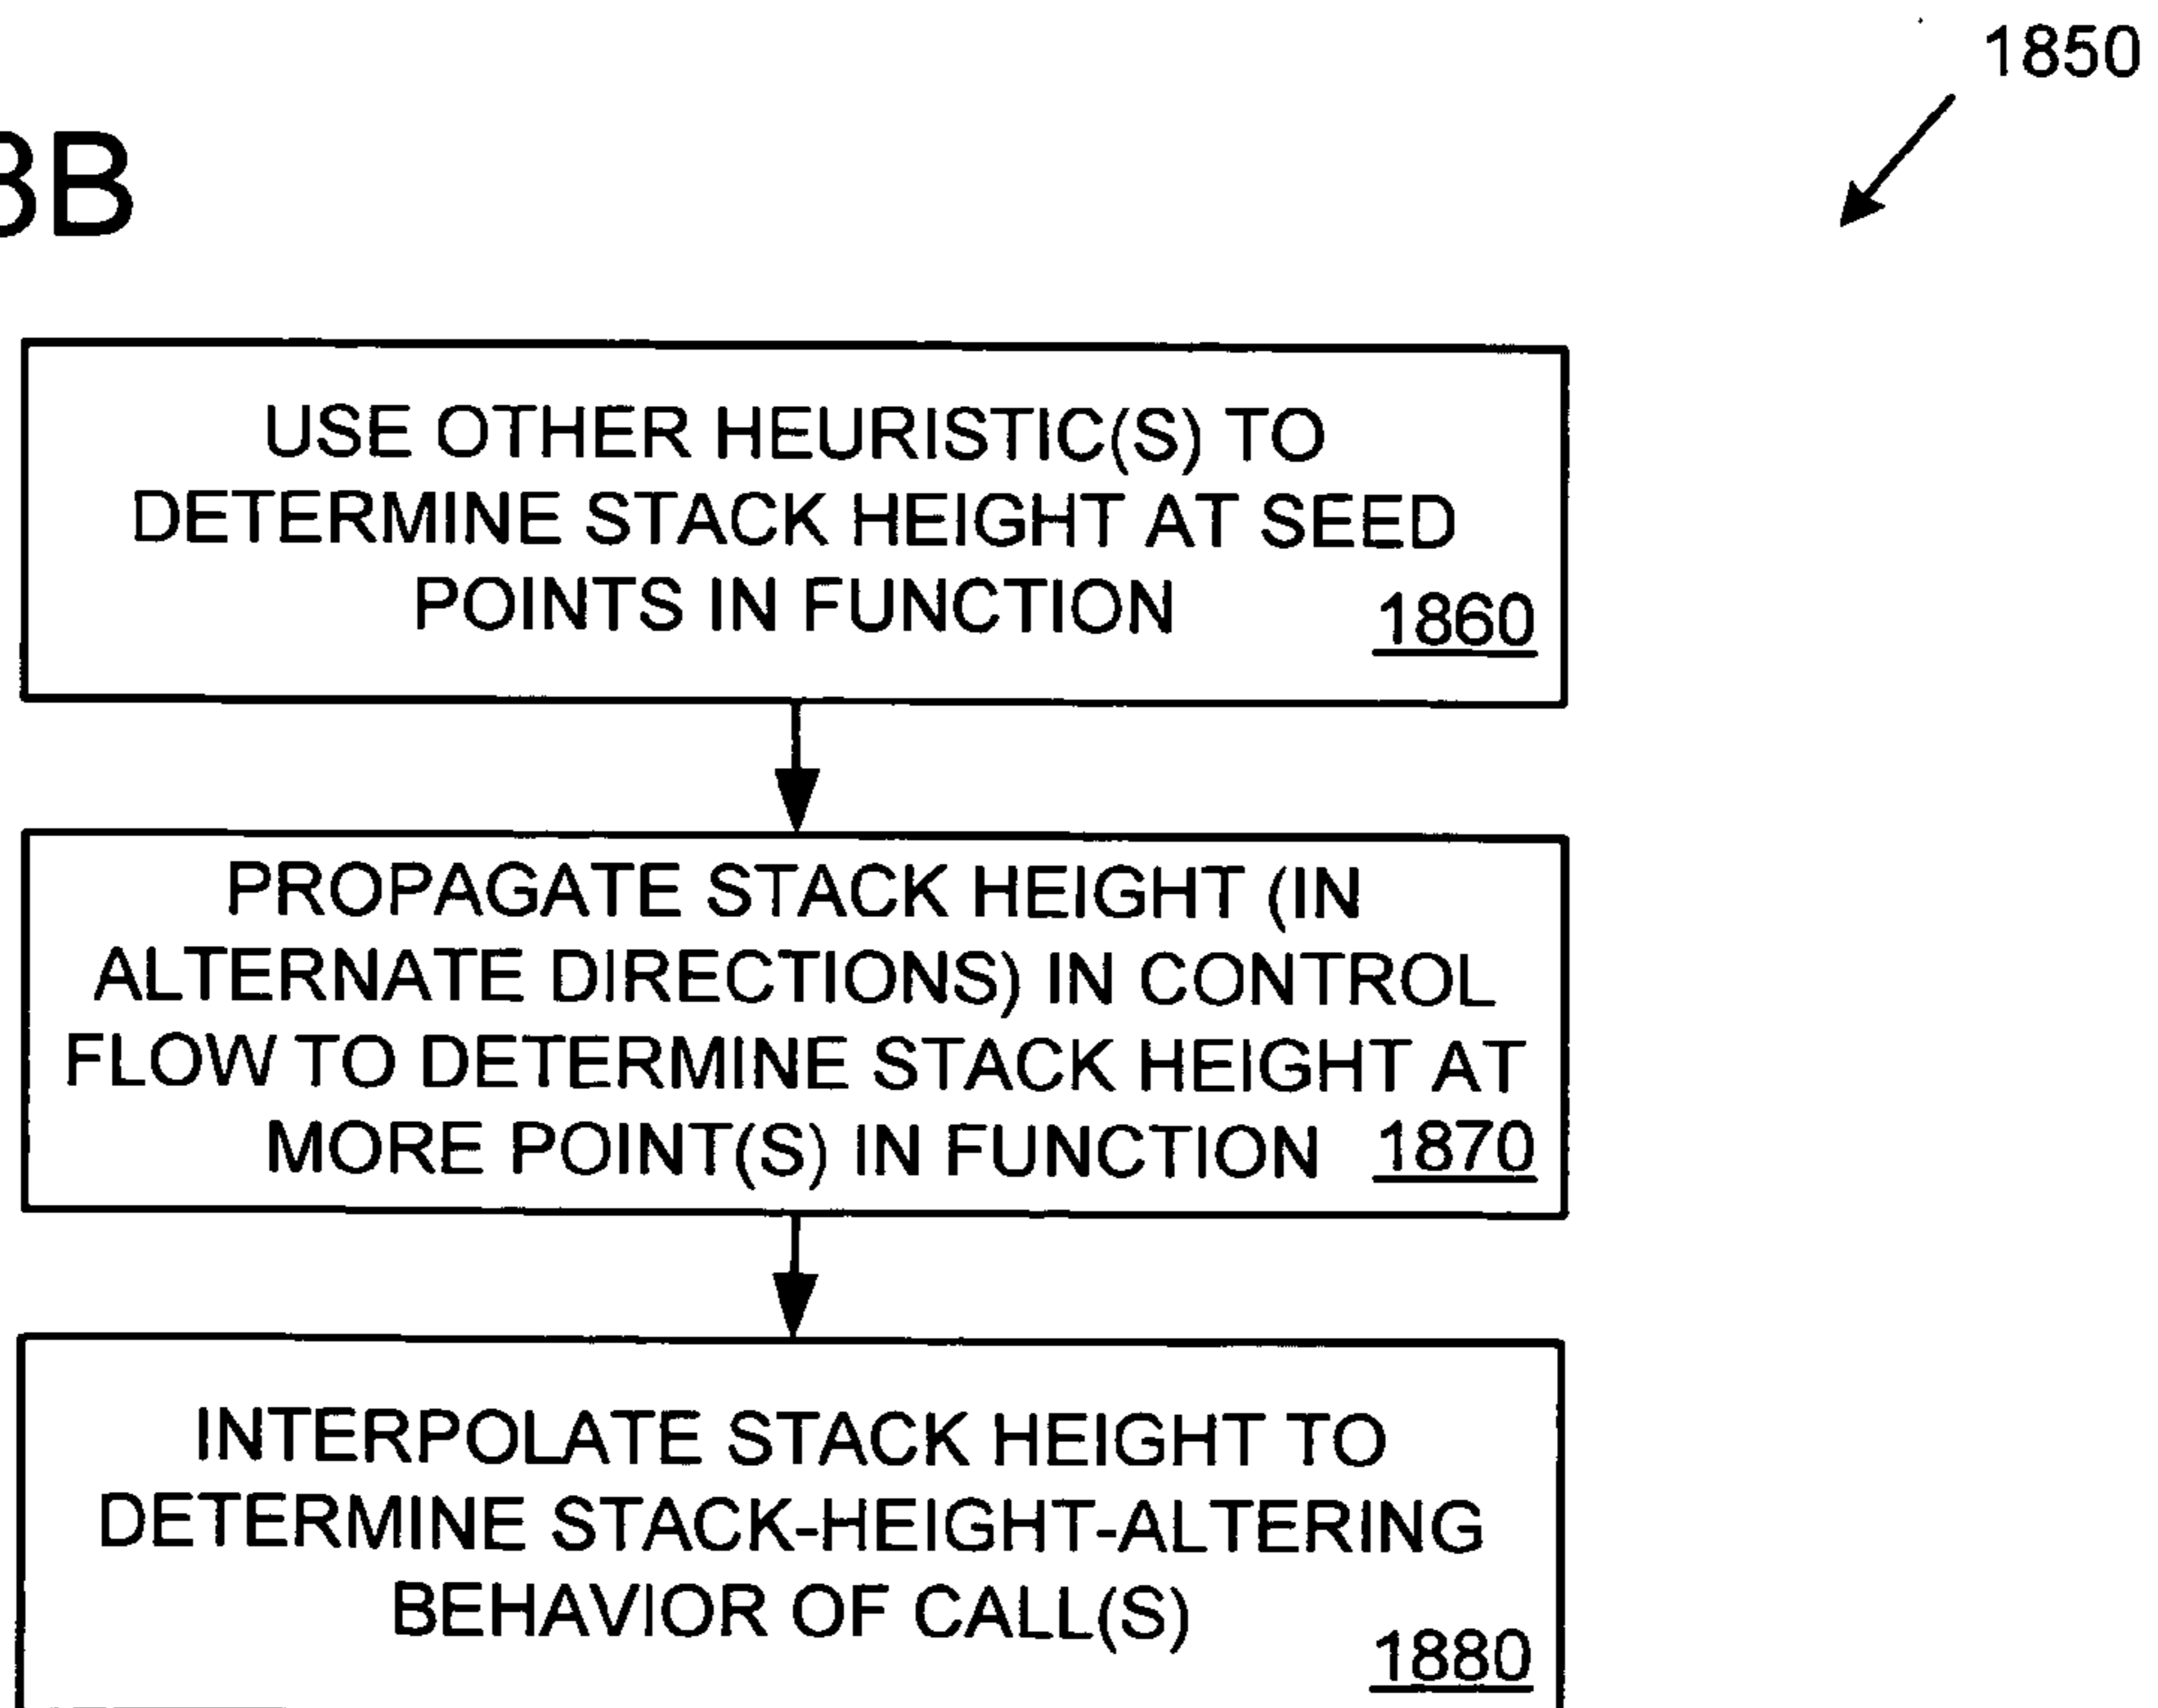 1850
3B
USE OTHER HEURISTIC(S) TO
DETERMINE STACK HEIGHT AT SEED
POINTS IN FUNCTION 1860
PROPAGATE STACK HEIGHT (IN
ALTERNATE DIRECTIONS) IN CONTROL
FLOW TO DETERMINE STACK HEIGHT AT
MORE POINT(S) IN FUNCTION 1870
INTERPOLATE STACK HEIGHT TO
DETERMINE STACK-HEIGHT-ALTERING
BEHAVIOR OF CALL(S)
1880